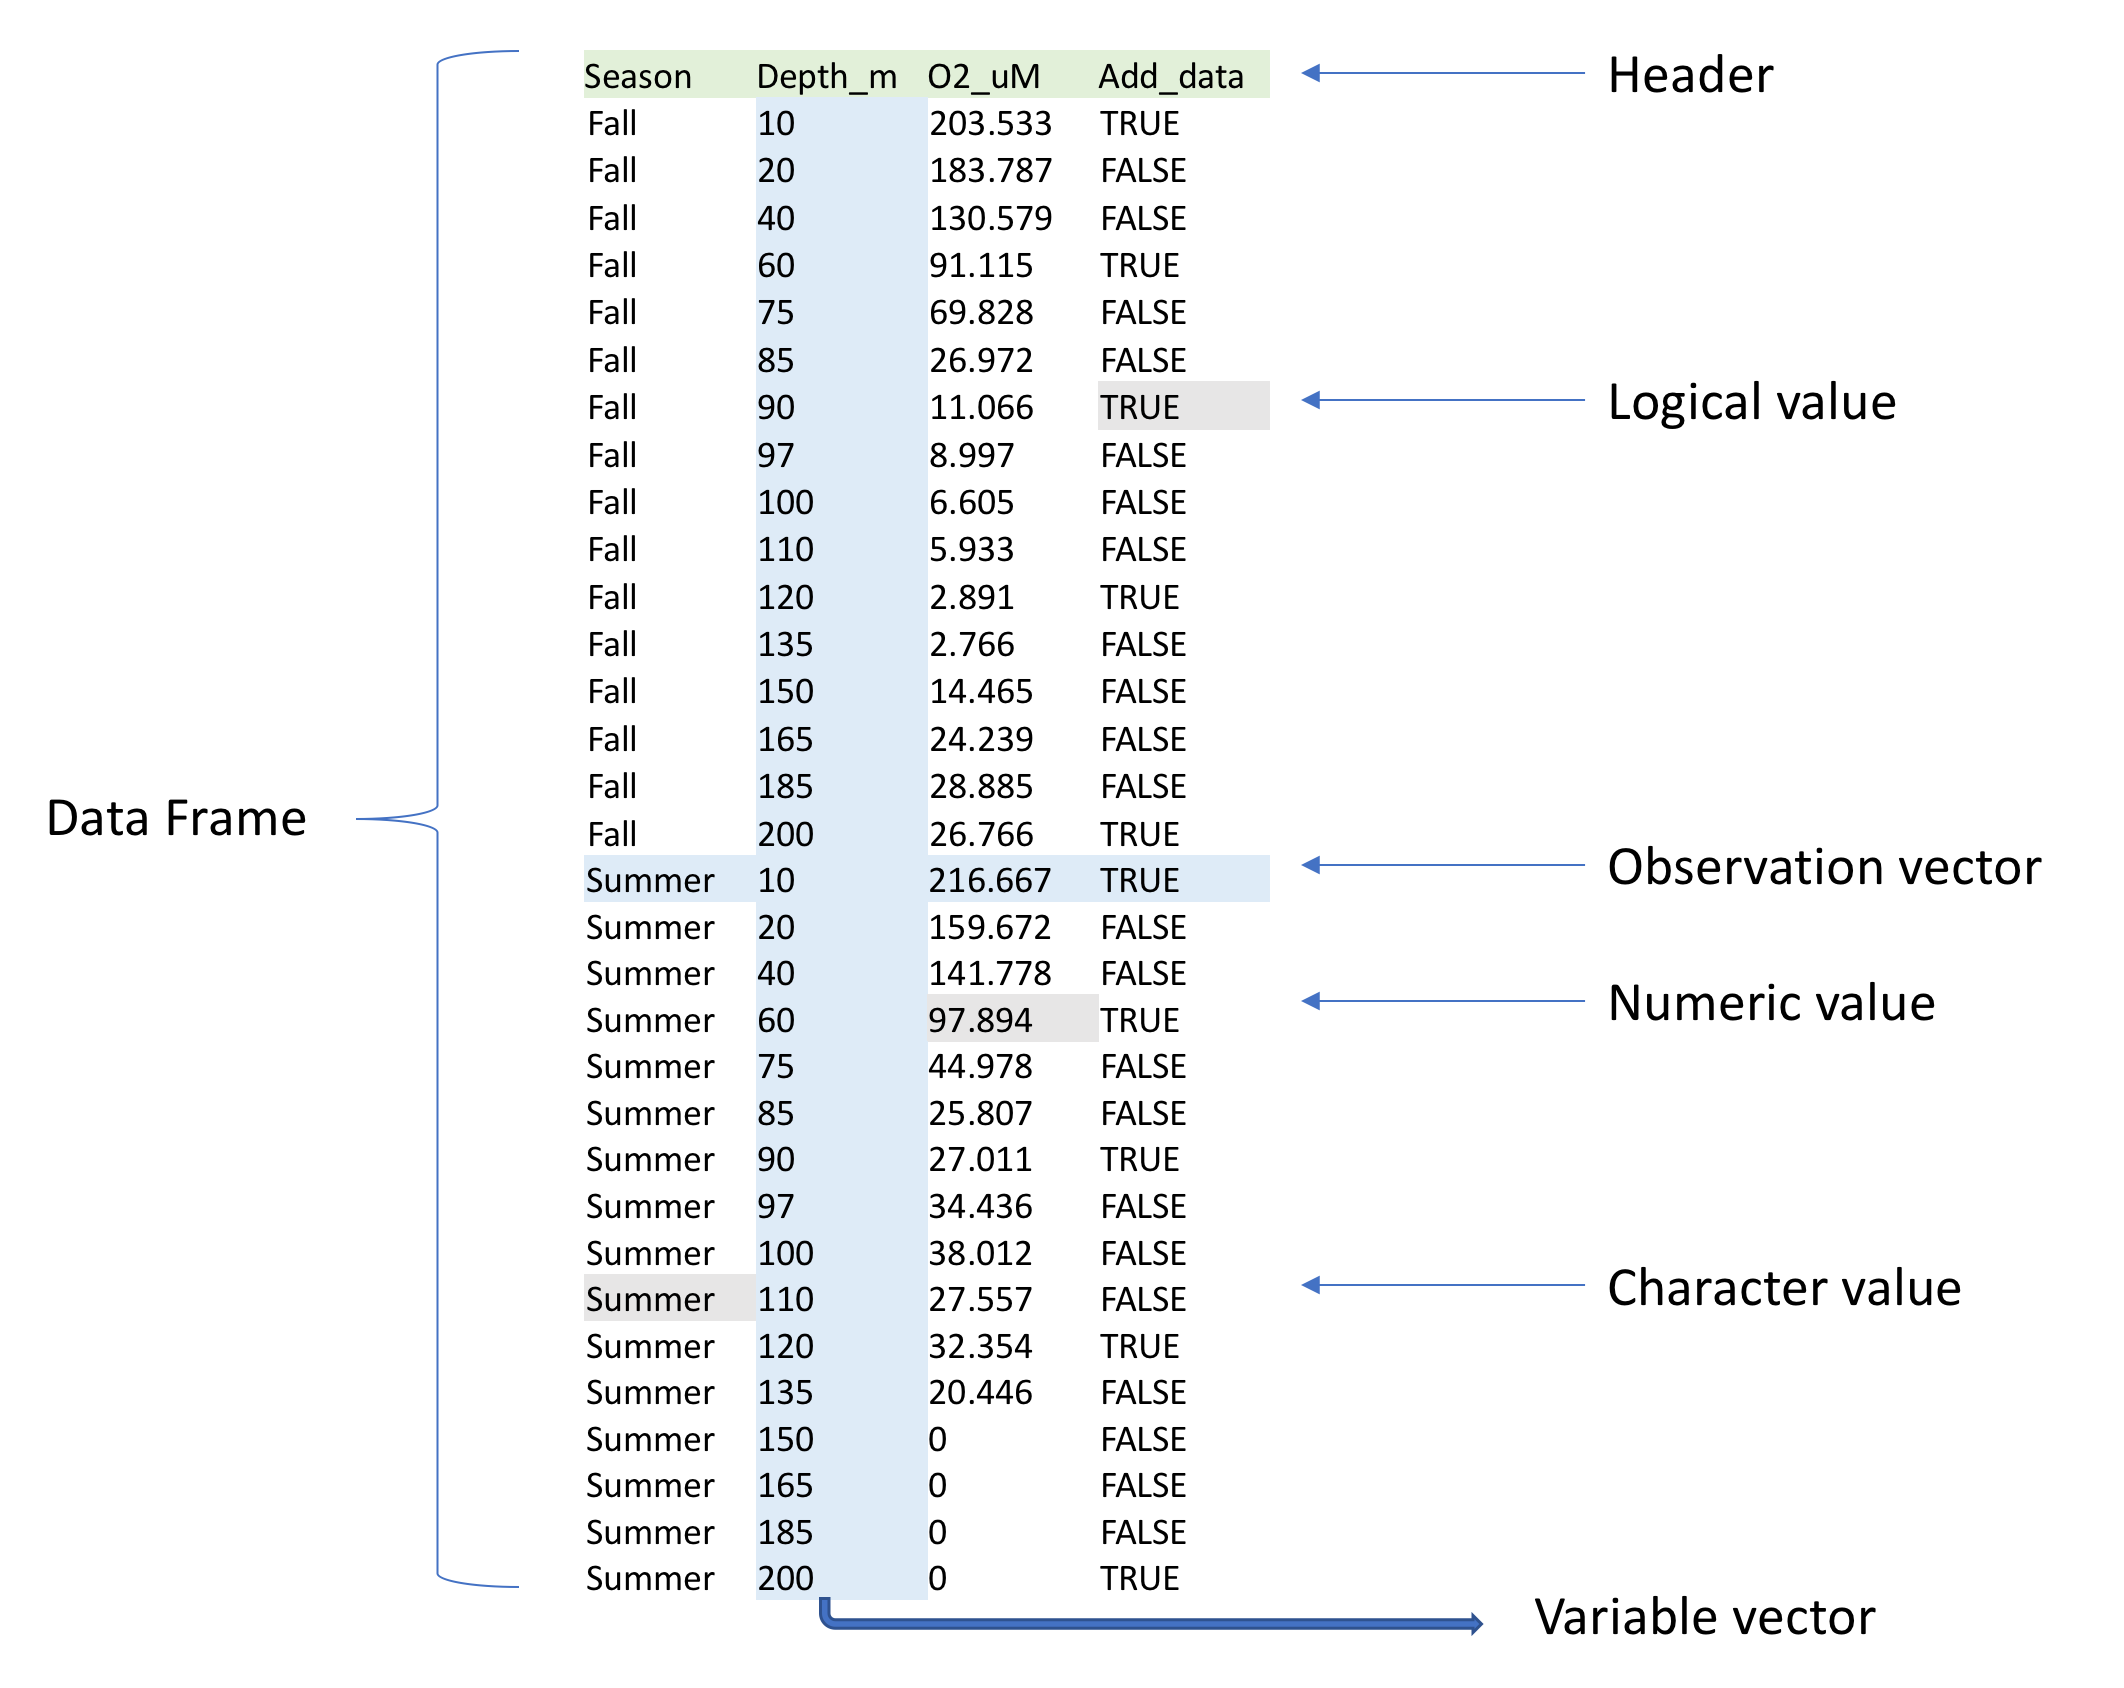 Season Depth_m O2_uM Add_data Header
Fall 10 203.533 TRUE
Fall 20 183.787 FALSE
Fall 40 130.579 FALSE
Fall 60 91.115 TRUE
Fall 75 69.828 FALSE
Fall 85 26.972 FALSE
Fall 90 11.066 TRUE Logical value
Fall 97 8.997 FALSE
Fall 100 6.605 FALSE
Fall 110 5.933 FALSE
Fall 120 2.891 TRUE
Fall 135 2.766 FALSE
Fall 150 14.465 FALSE
Fall 165 24.239 FALSE
Fall 185 28.885 FALSE
Data Frame
Fall 200 26.766 TRUE
Summer 10 216.667 TRUE Observation vector
Summer 20 159.672 FALSE
Summer 40 141.778 FALSE
Summer 60 97.894 TRUE Numeric value
Summer 75 44.978 FALSE
Summer 85 25.807 FALSE
Summer 90 27.011 TRUE
Summer 97 34.436 FALSE
Summer 100 38.012 FALSE
Summer 110 27.557 FALSE Character value
Summer 120 32.354 TRUE
Summer 135 20.446 FALSE
Summer 150 0 FALSE
Summer 165 0 FALSE
Summer 185 0 FALSE
Summer 200 0 TRUE
Variable vector